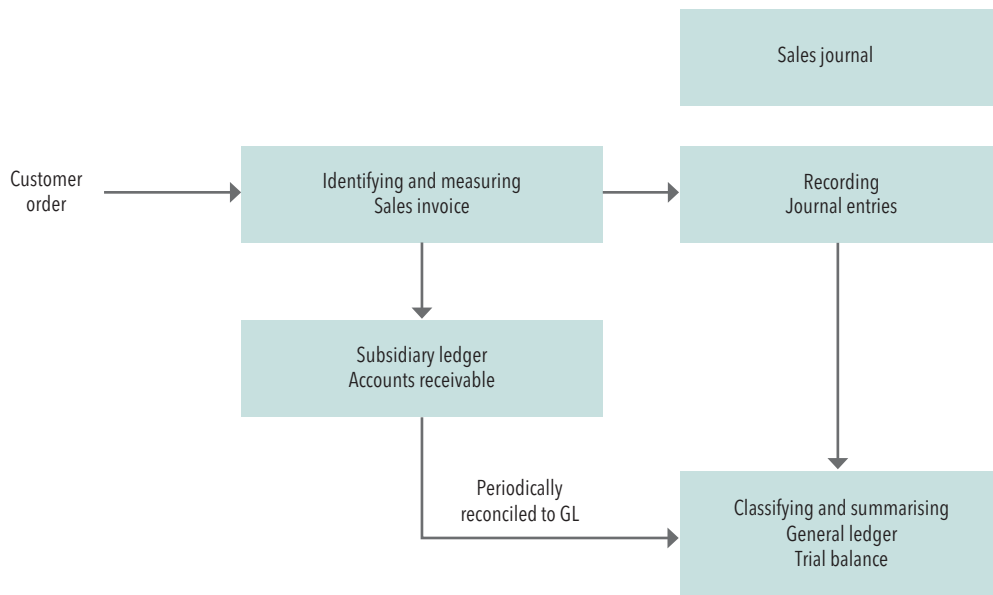 Sales journal
Customer
order
Identifying and measuring
Sales invoice
Recording
Journal entries
Subsidiary ledger
Accounts receivable
Periodically
reconciled to GL
Classifying and summarising
General ledger
Trial balance